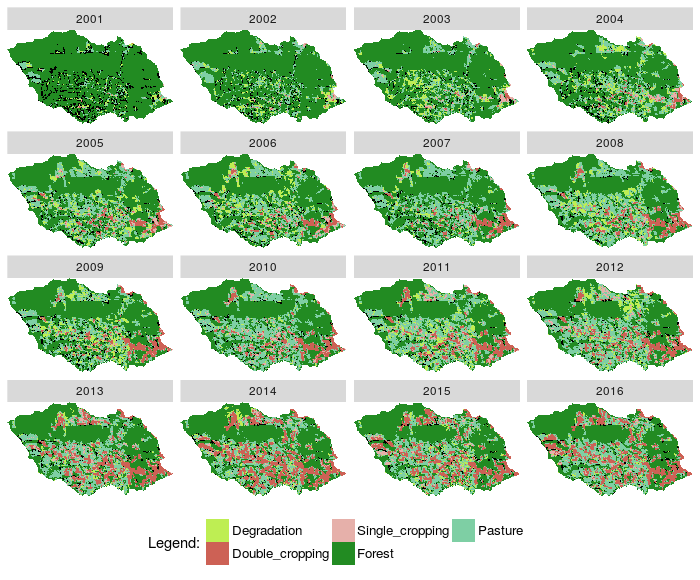 2001 2002 2003 2004
2005 2006 2007 2008
2009 2010 2011 2012
2013 2014 2015 2016
Legend: Degradation Single_cropping Pasture
Double_cropping Forest